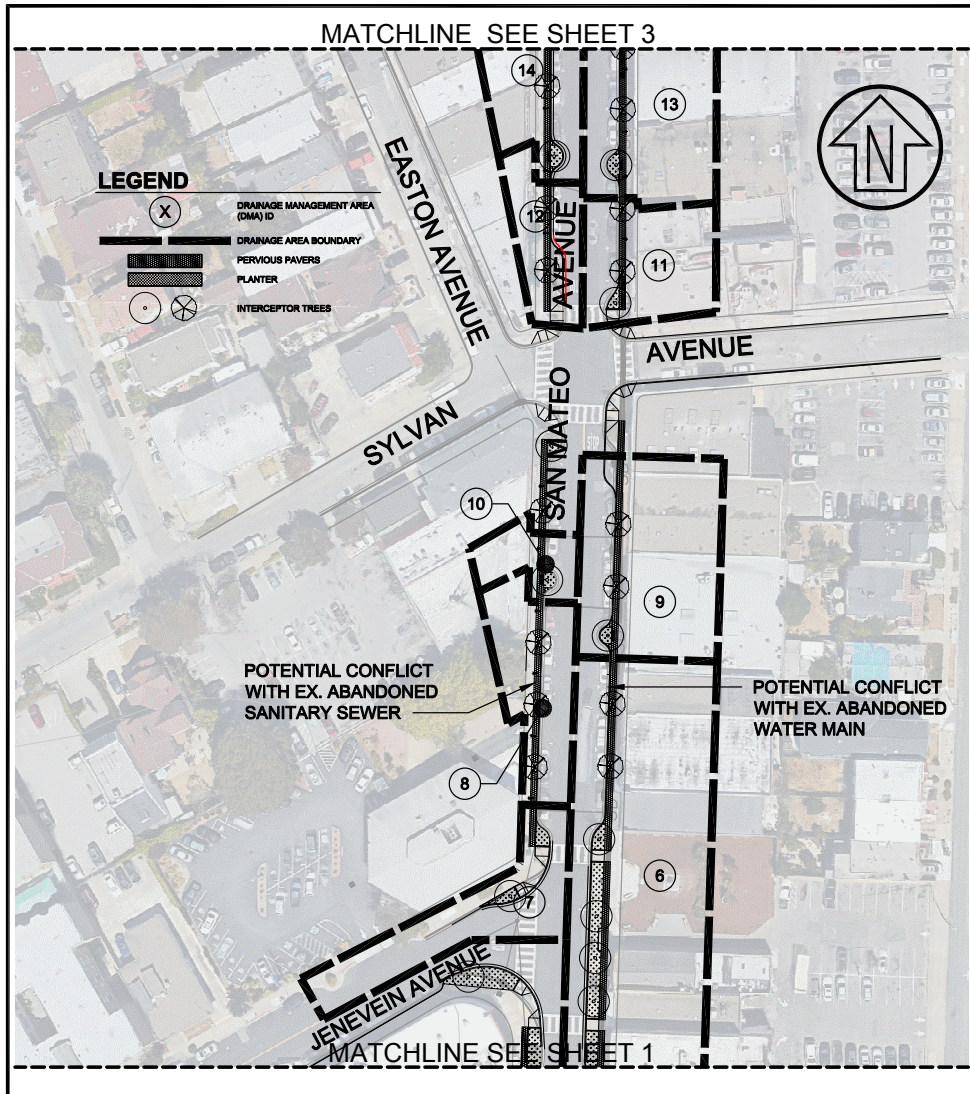 MATCHLINE SEE SHEET 3
14
13
EASTON AVENUE
LEGEND
X
DRAINAGE MANAGEMENT AREA
(DMA) ID
DRAINAGE AREA BOUNDARY
PERVIOUS PAVERS
PLANTER
INTERCEPTOR TREES
12
AVENUE
11
AVENUE
SYLVAN
SAN MATEO
STOP
10
9
POTENTIAL CONFLICT
WITH EX. ABANDONED
SANITARY SEWER
POTENTIAL CONFLICT
WITH EX. ABANDONED
WATER MAIN
8
6
7
JENEVEIN AVENUE
MATCHLINE SEE SHEET 1
N